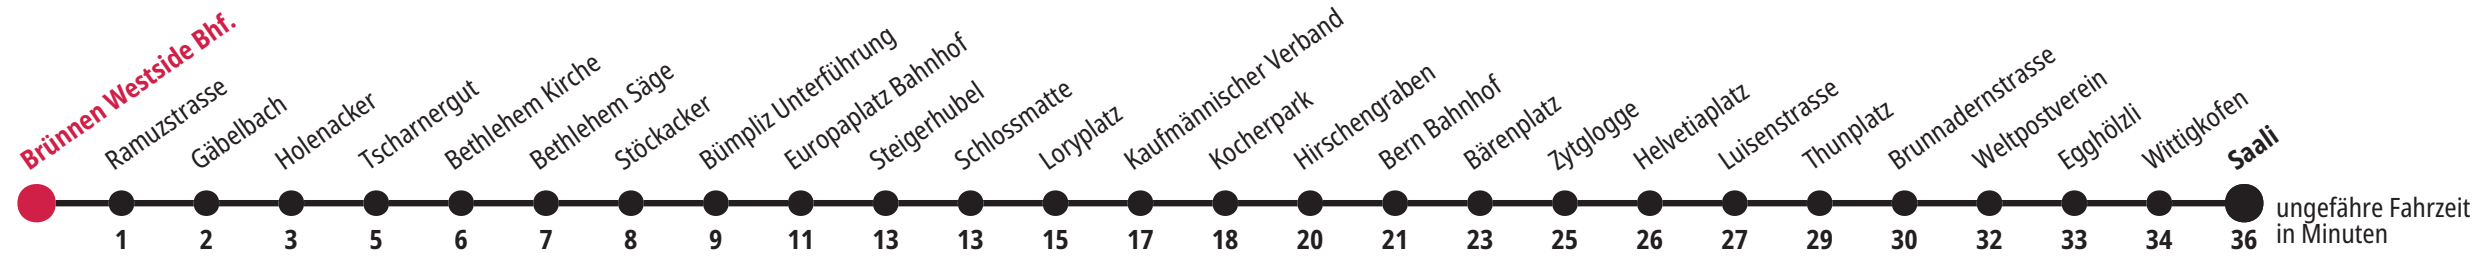 Brünnen Westside Bhf.
Ramuzstrasse
Gäbelbach
Holenacker
Tscharnergut
Bethlehem Kirche
Bethlehem Säge
Stöckacker
Bümpliz Unterführung
Europaplatz Bahnhof
Steigerhubel
Schlossmatte
Loryplatz
Kaufmännischer Verband
Kocherpark
Hirschengraben
Bern Bahnhof
Bärenplatz
Zytglogge
Helvetiaplatz
Luisenstrasse
Thunplatz
Brunnadernstrasse
Weltpostverein
Egghölzli
Wittigkofen
Saali
1 2 3 5 6 7 8 9 11 13 13 15 17 18 20 21 23 25 26 27 29 30 32 33 34 36
ungefähre Fahrzeit
in Minuten